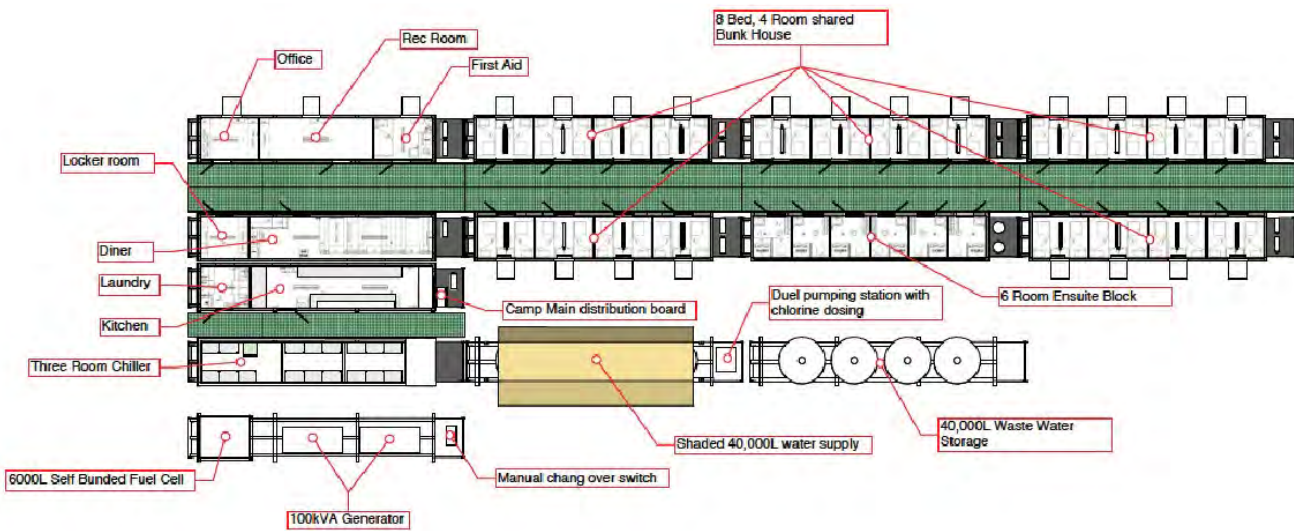 8 Bed, 4 Room shared
Bunk House
Rec Room
Office
First Aid
Locker room
Diner
Laundry
Kitchen
Camp Main distribution board
Duell pumping station with
chlorine dosing
6 Room Ensuite Block
Three Room Chiller
40,000L Waste Water
Storage
Shaded 40,000L water supply
6000L Self Bunded Fuel Cell
Manual chang over switch
100kVA Generator